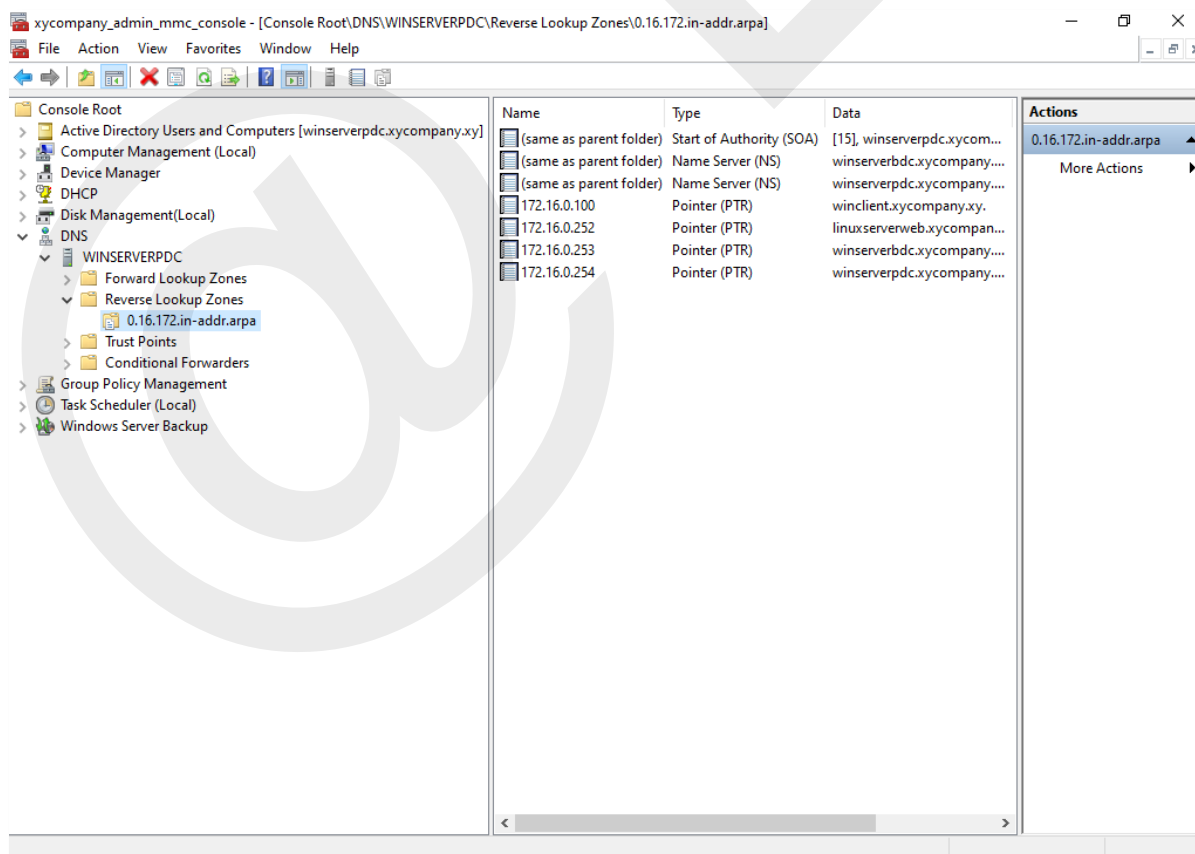 xycompany_admin_mmc_console - [Console Root\DNS\WINSERVERPDC\Reverse Lookup Zones\0.16.172.in-addr.arpa]
File Action View Favorites Window Help
Console Root
Active Directory Users and Computers [winserverpdc.xycompany.xy]
Computer Management (Local)
Device Manager
DHCP
Disk Management(Local)
DNS
WINSERVERPDC
Forward Lookup Zones
Reverse Lookup Zones
0.16.172.in-addr.arpa
Trust Points
Conditional Forwarders
Group Policy Management
Task Scheduler (Local)
Windows Server Backup
Name Type Data
(same as parent folder) Start of Authority (SOA) [15], winserverpdc.xycom...
(same as parent folder) Name Server (NS) winserverbdc.xycompany....
(same as parent folder) Name Server (NS) winserverpdc.xycompany....
172.16.0.100 Pointer (PTR) winclient.xycompany.xy.
172.16.0.252 Pointer (PTR) linuxserverweb.xycompan...
172.16.0.253 Pointer (PTR) winserverbdc.xycompany....
172.16.0.254 Pointer (PTR) winserverpdc.xycompany....
Actions
0.16.172.in-addr.arpa
More Actions